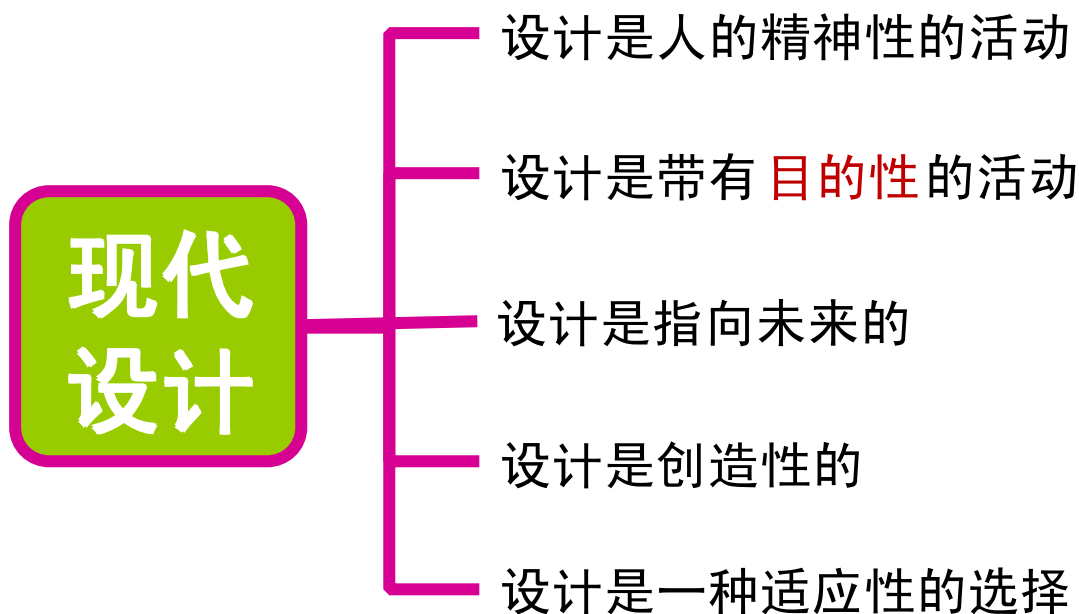 现代
设计
设计是人的精神性的活动
设计是带有目的性的活动
设计是指向未来的
设计是创造性的
设计是一种适应性的选择